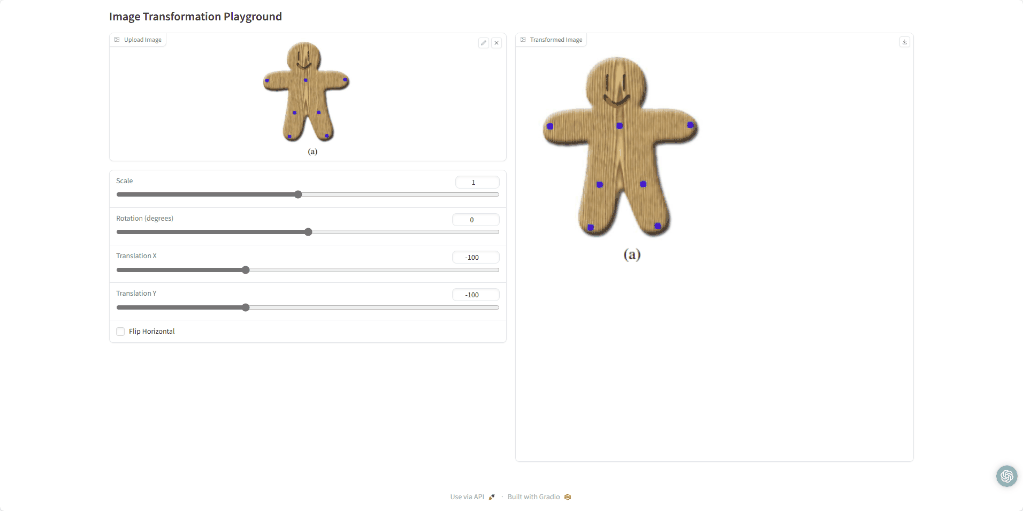 Image Transformation Playground
Upload Image
(a)
Scale
1
Rotation (degrees)
0
Translation X
-100
Translation Y
-100
Flip Horizontal
Transformed Image
(a)
Use via API · Built with Gradio